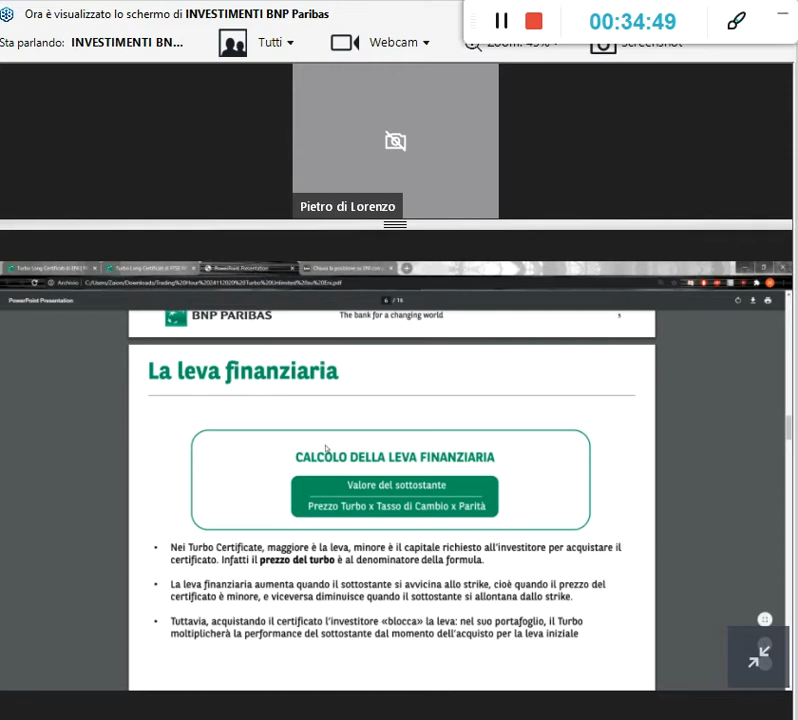 Ora è visualizzato lo schermo di INVESTIMENTI BNP Paribas
00:34:49
Sta parlando: INVESTIMENTI BN...
Tutti
Webcam
Pietro di Lorenzo
PowerPoint Presentation
Archivio
PowerPoint Presentation
6 / 16
BNP PARIBAS
The bank for a changing world
La leva finanziaria
CALCOLO DELLA LEVA FINANZIARIA
Valore del sottostante
Prezzo Turbo x Tasso di Cambio x Parità
• Nei Turbo Certificate, maggiore è la leva, minore è il capitale richiesto all'investitore per acquistare il
certificato. Infatti il prezzo del turbo è al denominatore della formula.
• La leva finanziaria aumenta quando il sottostante si avvicina allo strike, cioè quando il prezzo del
certificato è minore, e viceversa diminuisce quando il sottostante si allontana dallo strike.
• Tuttavia, acquistando il certificato l'investitore «blocca» la leva: nel suo portafoglio, il Turbo
moltiplicherà la performance del sottostante dal momento dell'acquisto per la leva iniziale